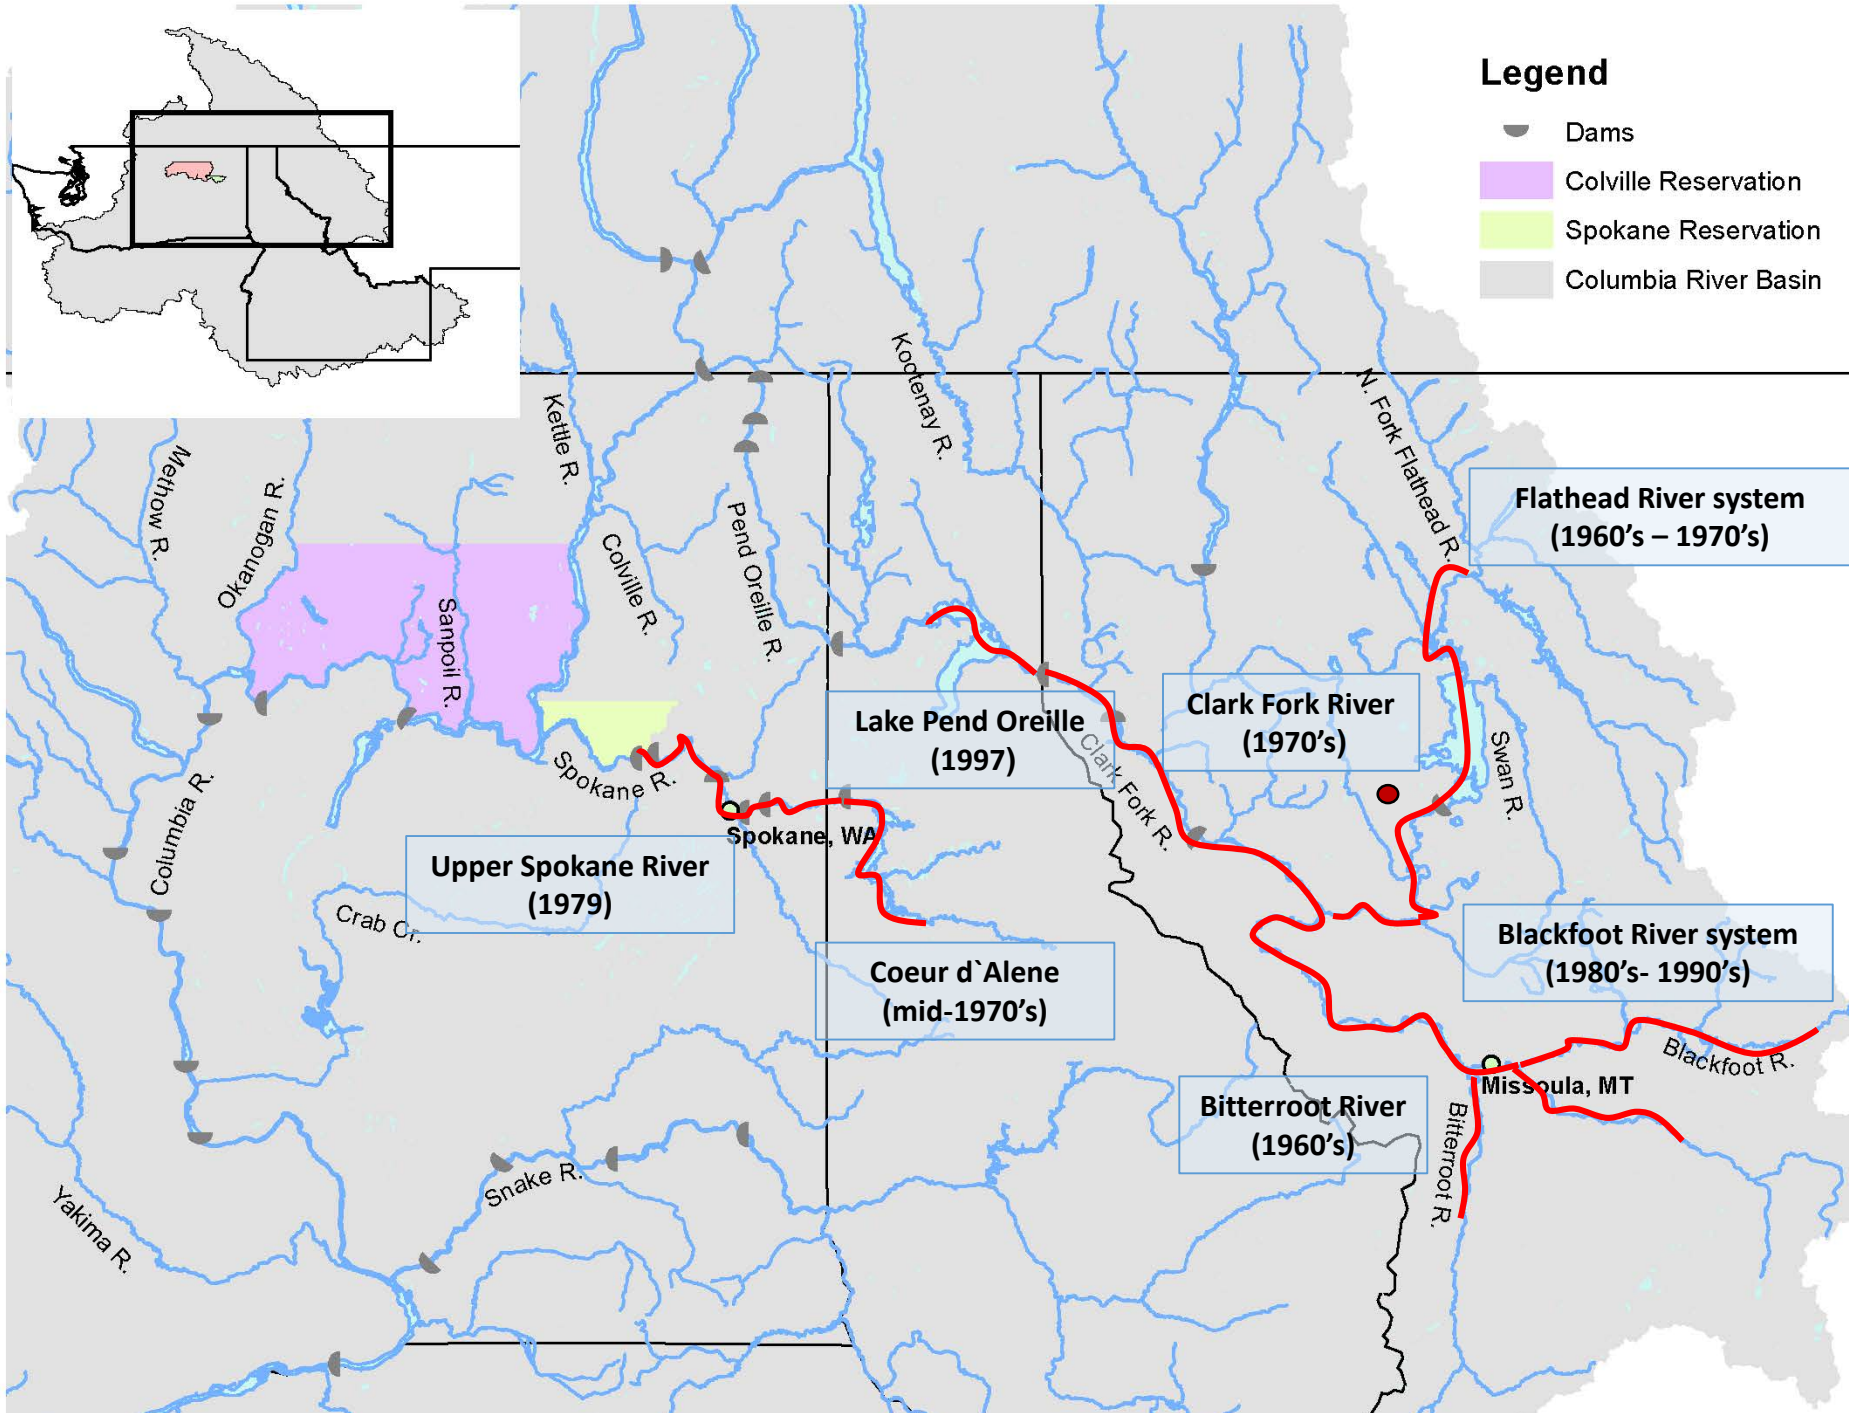 Legend
Dams
Colville Reservation
Spokane Reservation
Columbia River Basin
Kootenay R.
N. Fork Flathead R.
Kettle R.
Methow R.
Okanogan R.
Flathead River system
(1960's – 1970's)
Pend Oreille R.
Colville R.
Sanpoil R.
Clark Fork River
(1970's)
Lake Pend Oreille
(1997)
Clark Fork R.
Swan R.
Spokane R.
Columbia R.
Spokane, WA
Upper Spokane River
(1979)
Crab Cr.
Blackfoot River system
(1980's- 1990's)
Coeur d`Alene
(mid-1970's)
Blackfoot R.
Missoula, MT
Bitterroot River
(1960's)
Bitterroot R.
Snake R.
Yakima R.